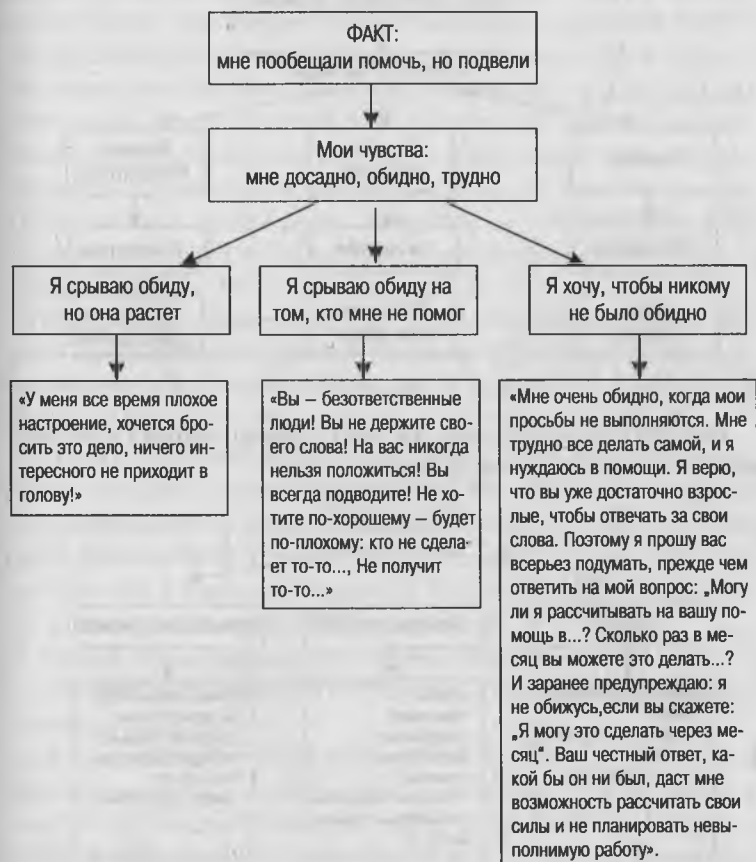 ФАКТ:
мне пообещали помочь, но подвели
Мои чувства:
мне досадно, обидно, трудно
Я срываю обиду,
но она растет
Я срываю обиду на
том, кто мне не помог
Я хочу, чтобы никому
не было обидно
«У меня все время плохое
настроение, хочется бро-
сить это дело, ничего ин-
тересного не приходит в
голову!»
«Вы – безответственные
люди! Вы не держите сво-
его слова! На вас никогда
нельзя положиться! Вы
всегда подводите! Не хо-
тите по-хорошему – будет
по-плохому: кто не сдела-
ет то-то..., Не получит
то-то...»
«Мне очень обидно, когда мои
просьбы не выполняются. Мне
трудно все делать самой, и я
нуждаюсь в помощи. Я верю,
что вы уже достаточно взрос-
лые, чтобы отвечать за свои
слова. Поэтому я прошу вас
всерьез подумать, прежде чем
ответить на мой вопрос: „Могу
ли я рассчитывать на вашу по-
мощь в...? Сколько раз в ме-
сяц вы можете это делать...?
И заранее предупреждаю: я
не обижусь,если вы скажете:
„Я могу это сделать через ме-
сяц“. Ваш честный ответ, ка-
кой бы он ни был, даст мне
возможность рассчитать свои
силы и не планировать невы-
полнимую работу».